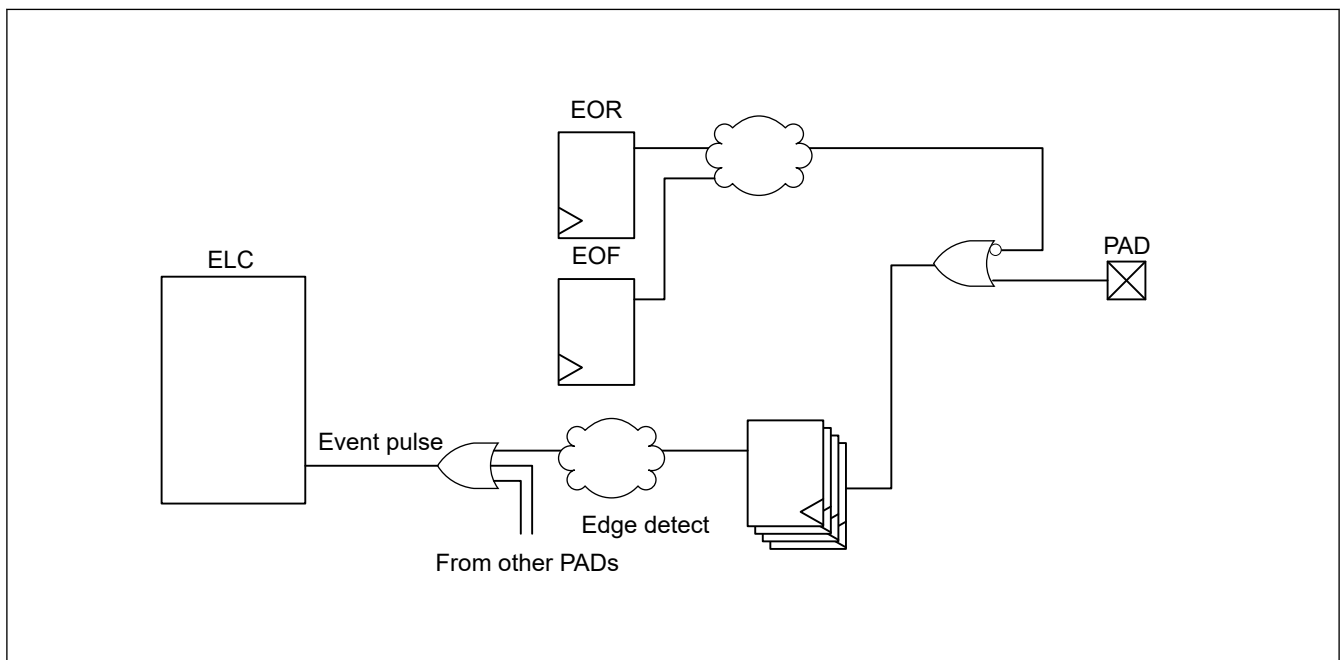 EOR
EOF
ELC
PAD
Event pulse
Edge detect
From other PADs